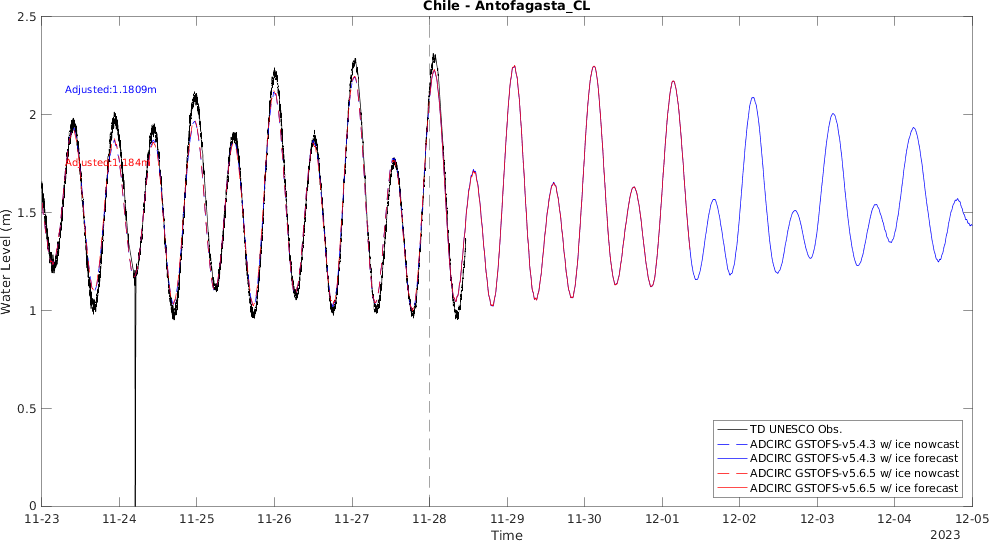 Chile - Antofagasta_CL
2.5
2
1.5
1
0.5
0
Water Level (m)
Adjusted:1.1809m
Adjusted:1.184m
TD UNESCO Obs.
ADCIRC GSTOFS-v5.4.3 w/ ice nowcast
ADCIRC GSTOFS-v5.4.3 w/ ice forecast
ADCIRC GSTOFS-v5.6.5 w/ ice nowcast
ADCIRC GSTOFS-v5.6.5 w/ ice forecast
11-23 11-24 11-25 11-26 11-27 11-28 11-29 11-30 12-01 12-02 12-03 12-04 12-05
Time
2023